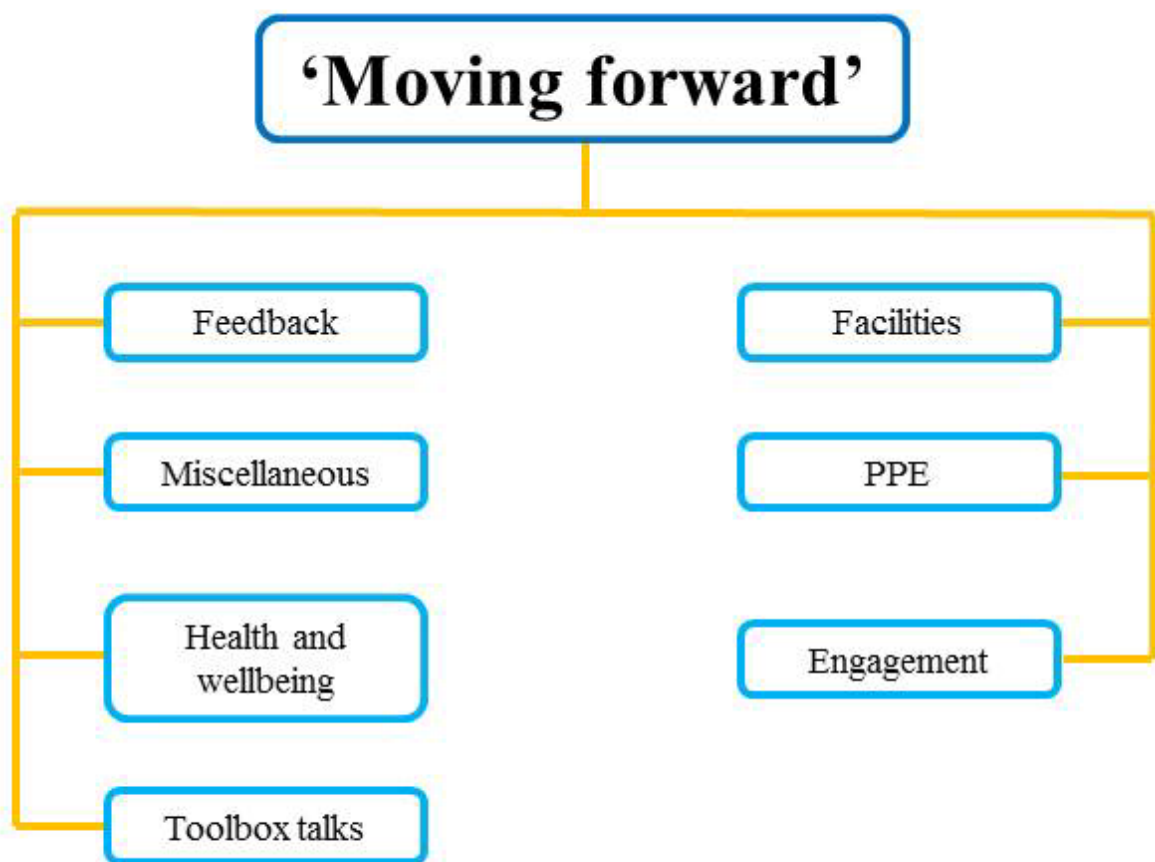 ‘Moving forward’
Feedback
Miscellaneous
Health and
wellbeing
Toolbox talks
Facilities
PPE
Engagement